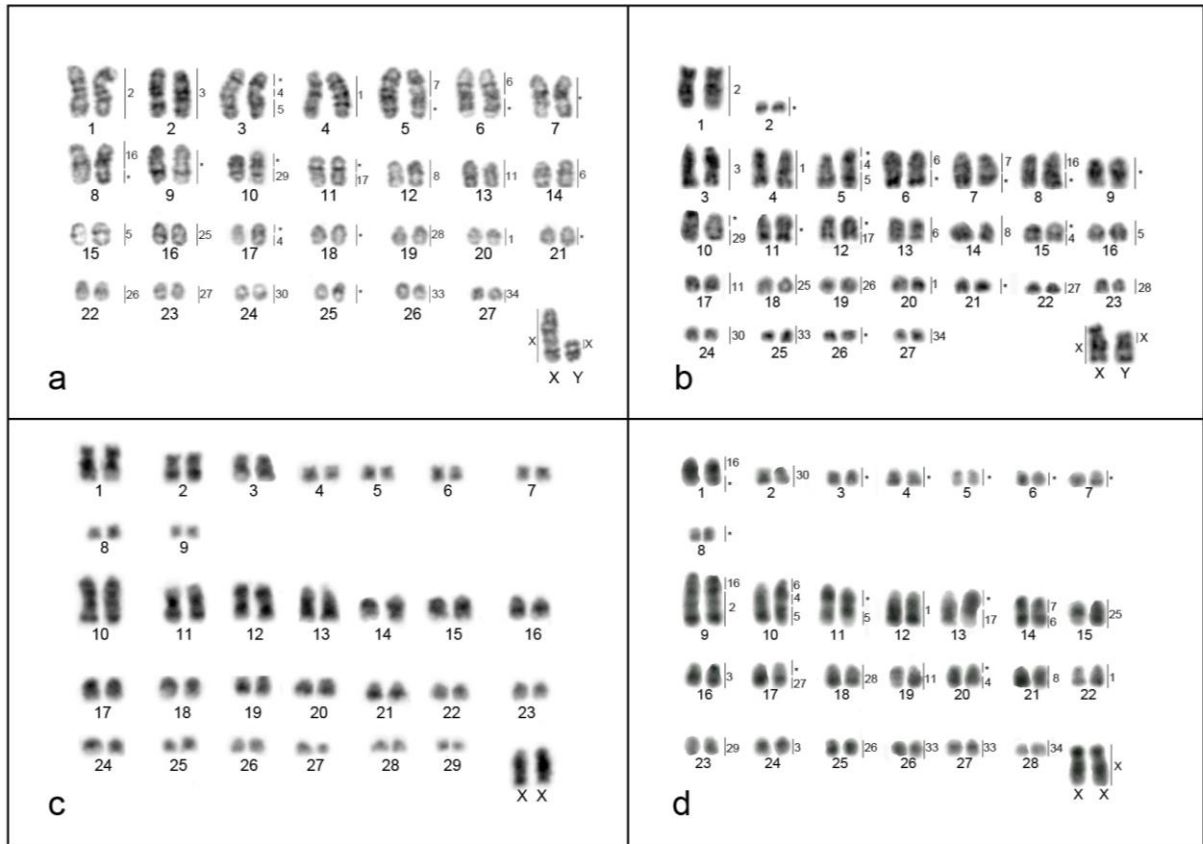 2 3 * 4 5 1 7 * 6 * *
1 2 3 4 5 6 7
16 * * * 29 * 17 8 11 6
8 9 10 11 12 13 14
5 25 * 4 * 28 1 *
15 16 17 18 19 20 21
26 27 30 * 33 34
22 23 24 25 26 27
X X
X Y
a
2 *
1 2
3 1 * 4 5 6 * 7 * 16 * *
3 4 5 6 7 8 9
* 29 * * 17 6 8 * 4 5
10 11 12 13 14 15 16
11 25 26 1 * 27 28
17 18 19 20 21 22 23
30 33 * 34
24 25 26 27
X X
X Y
b
1 2 3 4 5 6 7
8 9
10 11 12 13 14 15 16
17 18 19 20 21 22 23
24 25 26 27 28 29
X X
c
16 * 30 * * * * *
1 2 3 4 5 6 7
*
8
16 2 6 4 5 * 5 1 * 17 7 6 25
9 10 11 12 13 14 15
3 * 27 28 11 * 4 8 1
16 17 18 19 20 21 22
29 3 26 33 33 34
23 24 25 26 27 28
X
X X
d